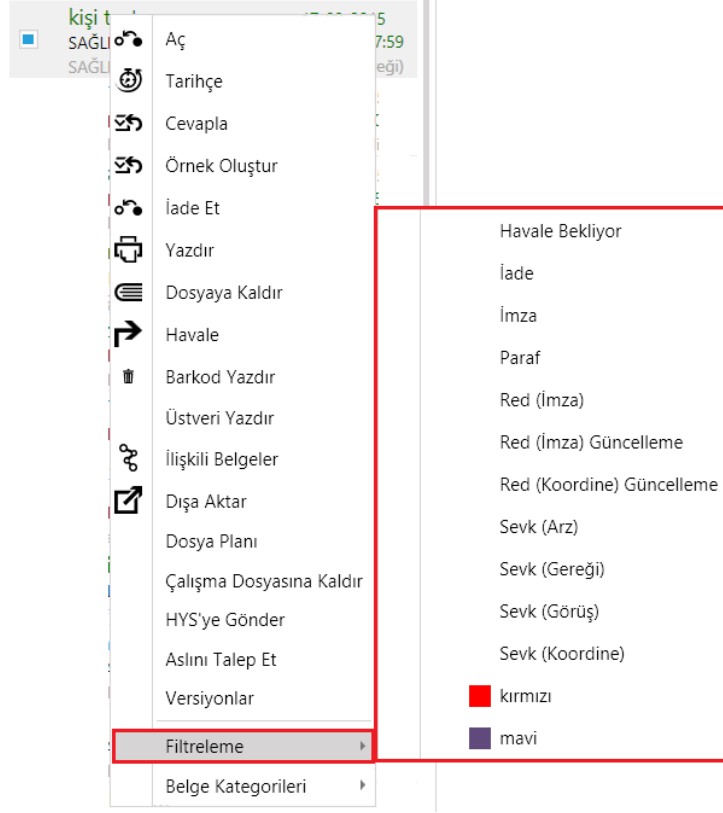 kişi
SAĞLI 7:59
SAĞLI eği)
Aç
Tarihçe
Cevapla
Örnek Oluştur
İade Et
Yazdır
Dosyaya Kaldır
Havale
Barkod Yazdır
Üstveri Yazdır
İlişkili Belgeler
Dışa Aktar
Dosya Planı
Çalışma Dosyasına Kaldır
HYS'ye Gönder
Aslını Talep Et
Versiyonlar
Filtreleme
Belge Kategorileri
Havale Bekliyor
İade
İmza
Paraf
Red (İmza)
Red (İmza) Güncelleme
Red (Koordine) Güncelleme
Sevk (Arz)
Sevk (Gereği)
Sevk (Görüş)
Sevk (Koordine)
kırmızı
mavi